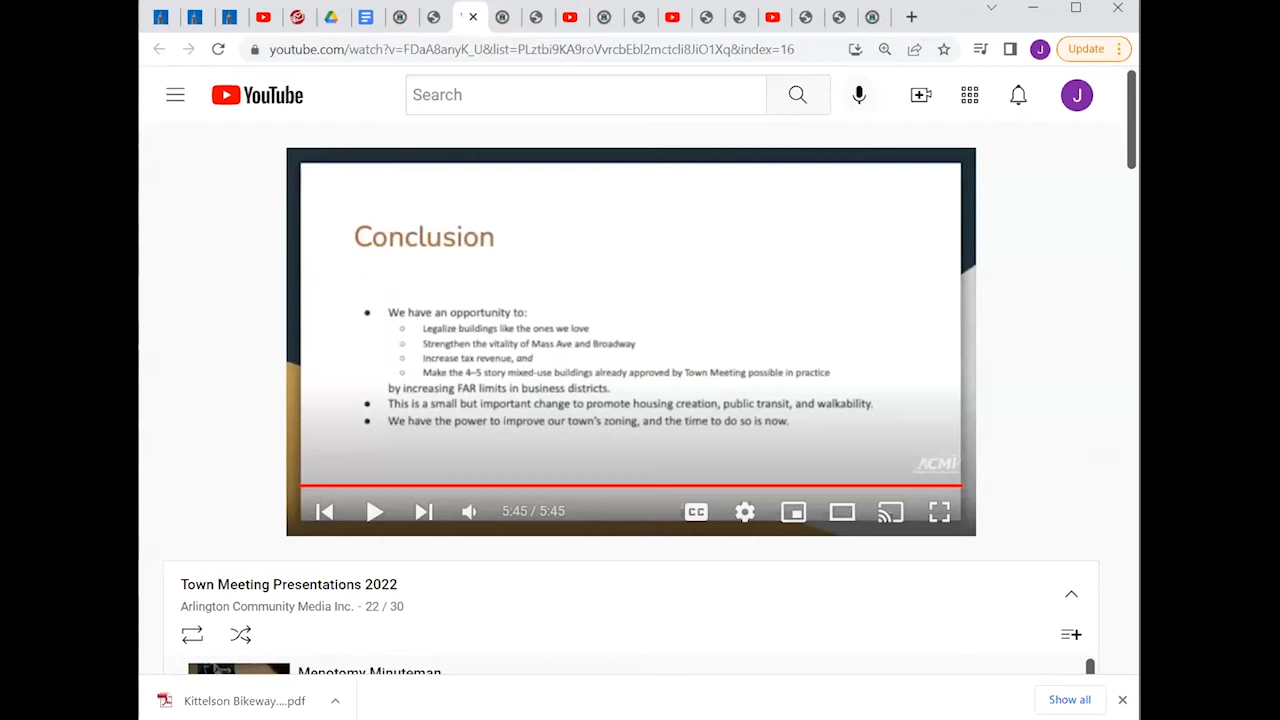 youtube.com/watch?v=FDaA8anyK_U&list=PLztbi9KA9roVvrcbEbl2mctcli8JiO1Xq&index=16
J
Update
YouTube
Search
J
Conclusion
We have an opportunity to:
Legalize buildings like the ones we love
Strengthen the vitality of Mass Ave and Broadway
Increase tax revenue, and
Make the 4–5 story mixed-use buildings already approved by Town Meeting possible in practice
by increasing FAR limits in business districts.
This is a small but important change to promote housing creation, public transit, and walkability.
We have the power to improve our town's zoning, and the time to do so is now.
ACMi
5:45 / 5:45
CC
Town Meeting Presentations 2022
Arlington Community Media Inc. - 22 / 30
Menotomy Minuteman
Kittelson Bikeway....pdf
Show all